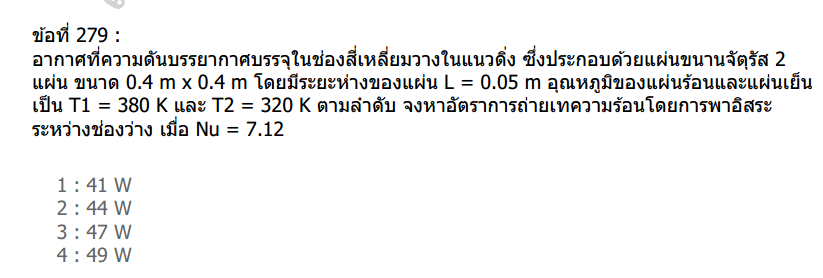 ข้อที่ 279 :
อากาศที่ความดันบรรยากาศบรรจุในช่องสี่เหลี่ยมวางในแนวดิ่ง ซึ่งประกอบด้วยแผ่นขนานจัตุรัส 2
แผ่น ขนาด 0.4 m x 0.4 m โดยมีระยะห่างของแผ่น L = 0.05 m อุณหภูมิของแผ่นร้อนและแผ่นเย็น
เป็น T1 = 380 K และ T2 = 320 K ตามลำดับ จงหาอัตราการถ่ายเทความร้อนโดยการพาอิสระ
ระหว่างช่องว่าง เมื่อ Nu = 7.12
1 : 41 W
2 : 44 W
3 : 47 W
4 : 49 W